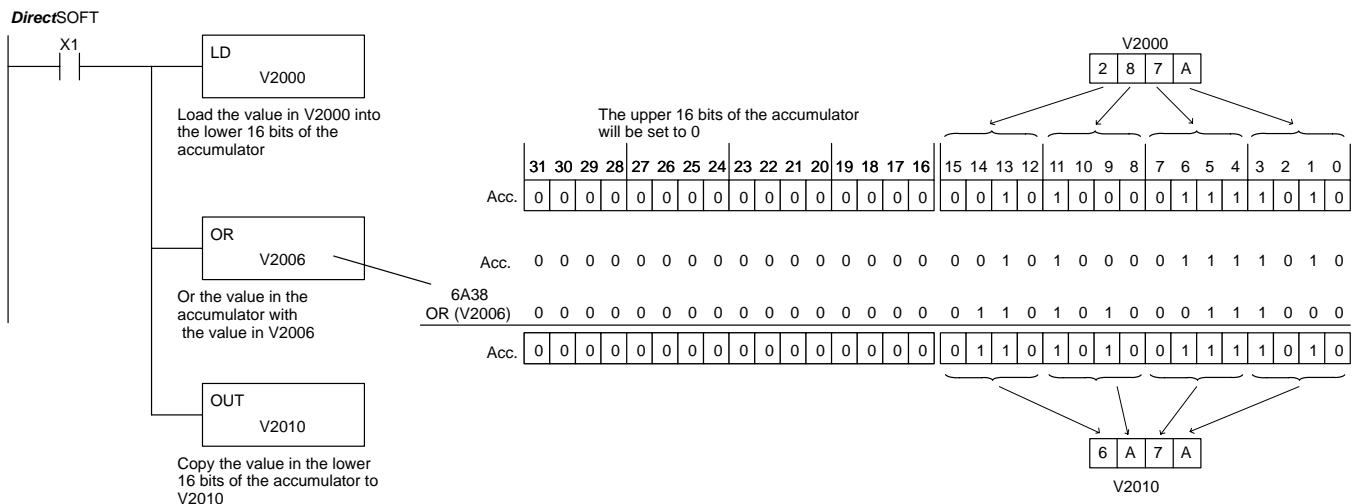 DirectSOFT
X1
LD
V2000
Load the value in V2000 into
the lower 16 bits of the
accumulator
OR
V2006
Or the value in the
accumulator with
the value in V2006
OUT
V2010
Copy the value in the lower
16 bits of the accumulator to
V2010
The upper 16 bits of the accumulator
will be set to 0
V2000
2 8 7 A
31 30 29 28 27 26 25 24 23 22 21 20 19 18 17 16 15 14 13 12 11 10 9 8 7 6 5 4 3 2 1 0
Acc. 0 0 0 0 0 0 0 0 0 0 0 0 0 0 0 0 0 0 1 0 1 0 0 0 0 1 1 1 1 0 1 0
Acc. 0 0 0 0 0 0 0 0 0 0 0 0 0 0 0 0 0 0 1 0 1 0 0 0 0 1 1 1 1 0 1 0
6A38
OR (V2006) 0 0 0 0 0 0 0 0 0 0 0 0 0 0 0 0 0 1 1 0 1 0 1 0 0 0 1 1 1 0 0 0
Acc. 0 0 0 0 0 0 0 0 0 0 0 0 0 0 0 0 0 1 1 0 1 0 1 0 0 1 1 1 1 0 1 0
6 A 7 A
V2010